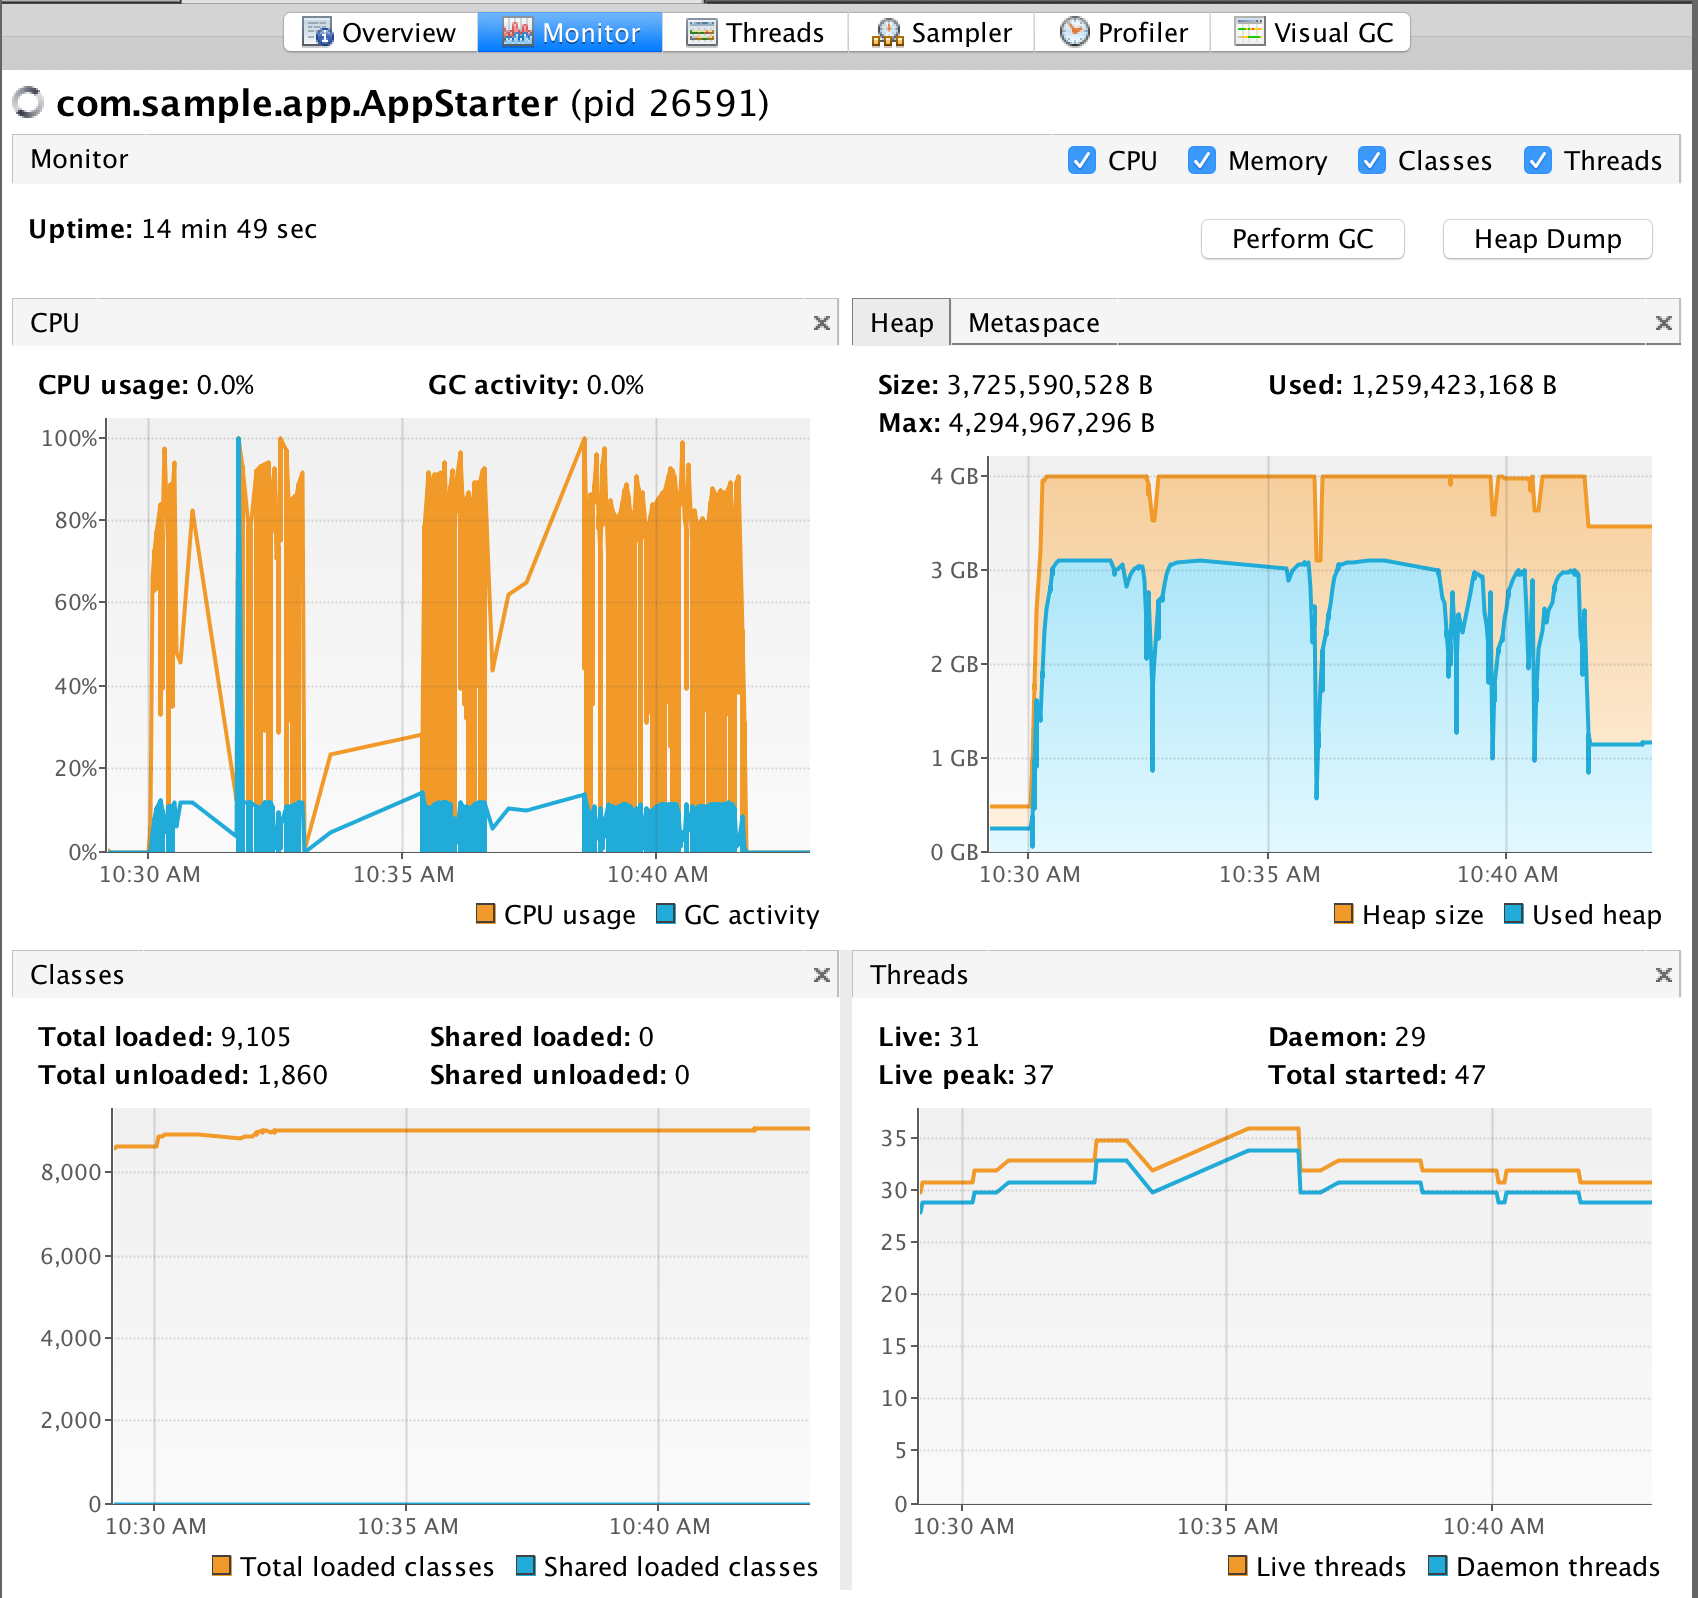 Overview Monitor Threads Sampler Profiler Visual GC
com.sample.app.AppStarter (pid 26591)
Monitor CPU Memory Classes Threads
Uptime: 14 min 49 sec Perform GC Heap Dump
CPU
CPU usage: 0.0% GC activity: 0.0%
100%
80%
60%
40%
20%
0%
10:30 AM 10:35 AM 10:40 AM
CPU usage GC activity
Heap Metaspace
Size: 3,725,590,528 B Used: 1,259,423,168 B
Max: 4,294,967,296 B
4 GB
3 GB
2 GB
1 GB
0 GB
10:30 AM 10:35 AM 10:40 AM
Heap size Used heap
Classes
Total loaded: 9,105 Shared loaded: 0
Total unloaded: 1,860 Shared unloaded: 0
8,000
6,000
4,000
2,000
0
10:30 AM 10:35 AM 10:40 AM
Total loaded classes Shared loaded classes
Threads
Live: 31 Daemon: 29
Live peak: 37 Total started: 47
35
30
25
20
15
10
5
0
10:30 AM 10:35 AM 10:40 AM
Live threads Daemon threads